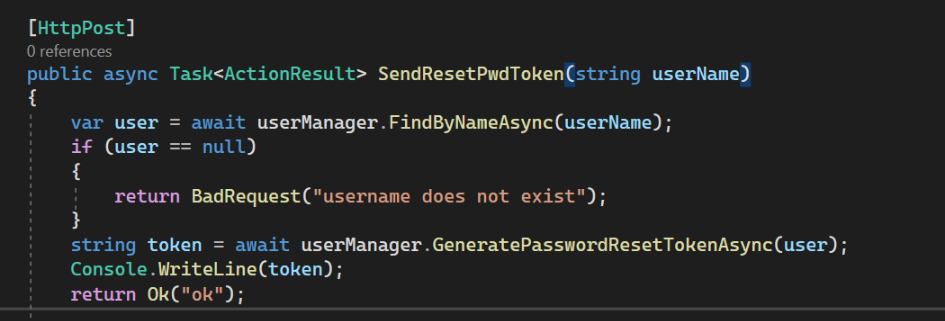 [HttpPost]
0 references
public async Task<ActionResult> SendResetPwdToken(string userName)
{
var user = await userManager.FindByNameAsync(userName);
if (user == null)
{
return BadRequest("username does not exist");
}
string token = await userManager.GeneratePasswordResetTokenAsync(user);
Console.WriteLine(token);
return Ok("ok");